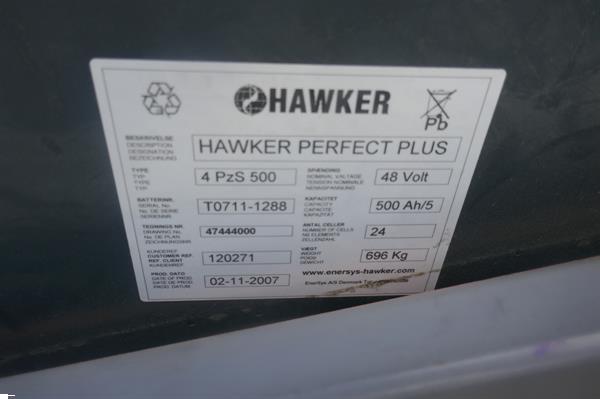 HAWKER
Pb
BESKRIVELSE
DESCRIPTION
DESIGNATION
BEZEICHNUNG
HAWKER PERFECT PLUS
TYPE
TYP
TYPE
TYP
4 PzS 500
SPÆNDING
NOMINAL VALTAGE
TENSION NOMINALE
NENNSPANNUNG
48 Volt
BATTERINR.
SERIAL No.
No. DE SERIE
SERIENNR.
T0711-1288
KAPACITET
CAPACITY
CAPACITE
KAPAZITÄT
500 Ah/5
TEGNINGS NR.
DRAWING No.
No. DE PLAN
ZEICHNUNGSNR.
47444000
ANTAL CELLER
NUMBER OF CELLS
NB ELEMENTS
ZELLENZAHL
24
KUNDEREF.
CUSTOMER REF.
REF. CLIENT
KUNDENREF.
120271
VÆGT
WEIGHT
POIDS
GEWICHT
696 Kg
PROD. DATO
DATE OF PROD.
DATE DE PROD.
PROD. DATUM
02-11-2007
www.enersys-hawker.com
EnerSys A/S Denmark